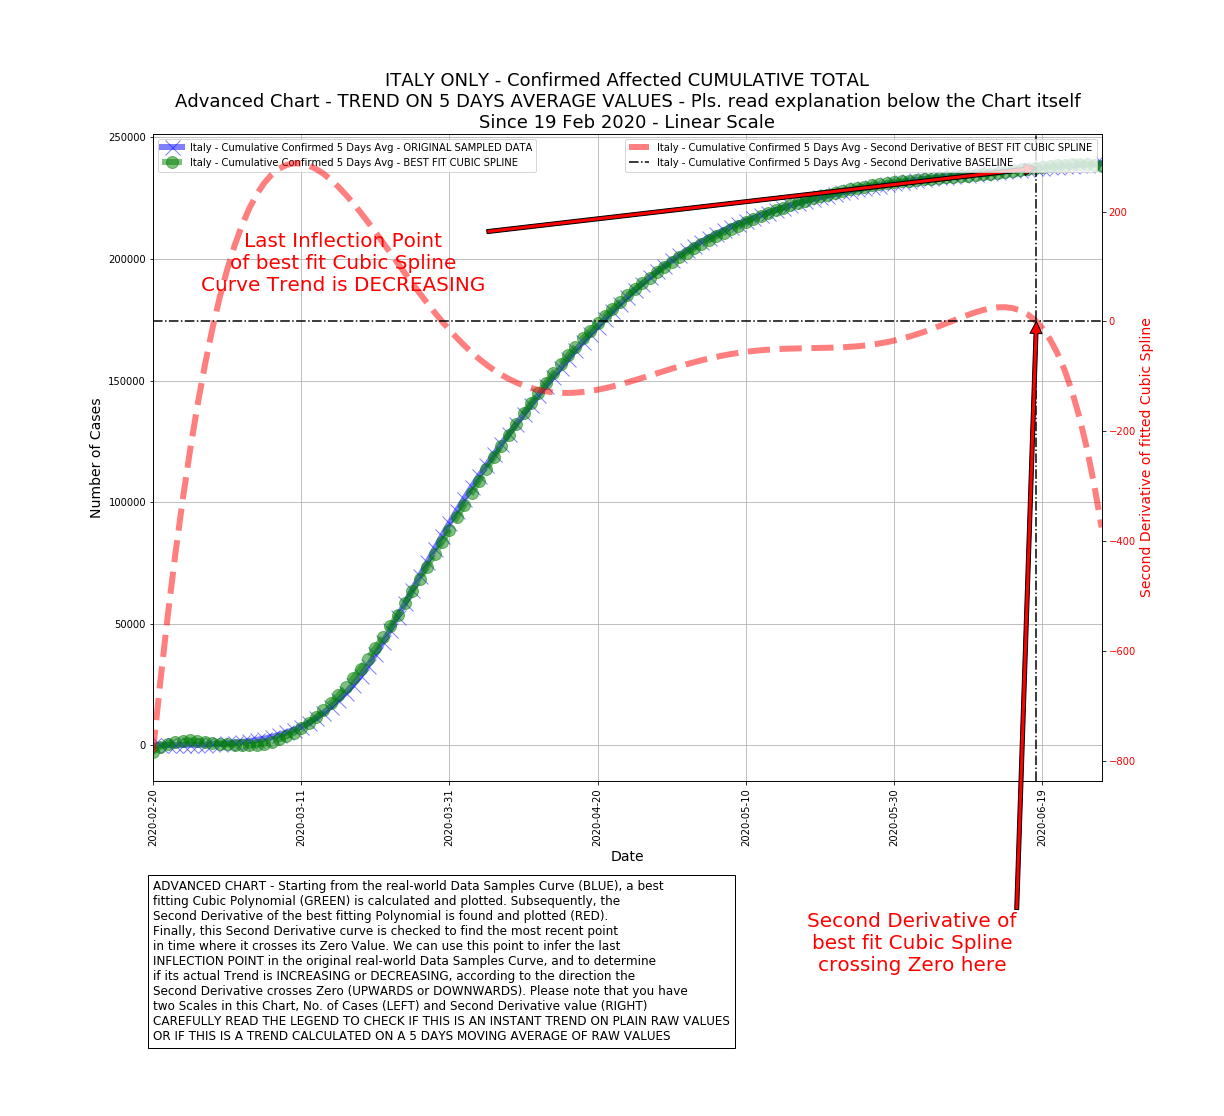 ITALY ONLY - Confirmed Affected CUMULATIVE TOTAL
Advanced Chart - TREND ON 5 DAYS AVERAGE VALUES - Pls. read explanation below the Chart itself
Since 19 Feb 2020 - Linear Scale
Italy - Cumulative Confirmed 5 Days Avg - ORIGINAL SAMPLED DATA
Italy - Cumulative Confirmed 5 Days Avg - BEST FIT CUBIC SPLINE
Italy - Cumulative Confirmed 5 Days Avg - Second Derivative of BEST FIT CUBIC SPLINE
Italy - Cumulative Confirmed 5 Days Avg - Second Derivative BASELINE
Last Inflection Point
of best fit Cubic Spline
Curve Trend is DECREASING
Number of Cases
250000
200000
150000
100000
50000
0
200
0
−200
−400
−600
−800
Second Derivative of fitted Cubic Spline
2020-02-20
2020-03-11
2020-03-31
2020-04-20
2020-05-10
2020-05-30
2020-06-19
Date
Second Derivative of
best fit Cubic Spline
crossing Zero here
ADVANCED CHART - Starting from the real-world Data Samples Curve (BLUE), a best
fitting Cubic Polynomial (GREEN) is calculated and plotted. Subsequently, the
Second Derivative of the best fitting Polynomial is found and plotted (RED).
Finally, this Second Derivative curve is checked to find the most recent point
in time where it crosses its Zero Value. We can use this point to infer the last
INFLECTION POINT in the original real-world Data Samples Curve, and to determine
if its actual Trend is INCREASING or DECREASING, according to the direction the
Second Derivative crosses Zero (UPWARDS or DOWNWARDS). Please note that you have
two Scales in this Chart, No. of Cases (LEFT) and Second Derivative value (RIGHT)
CAREFULLY READ THE LEGEND TO CHECK IF THIS IS AN INSTANT TREND ON PLAIN RAW VALUES
OR IF THIS IS A TREND CALCULATED ON A 5 DAYS MOVING AVERAGE OF RAW VALUES